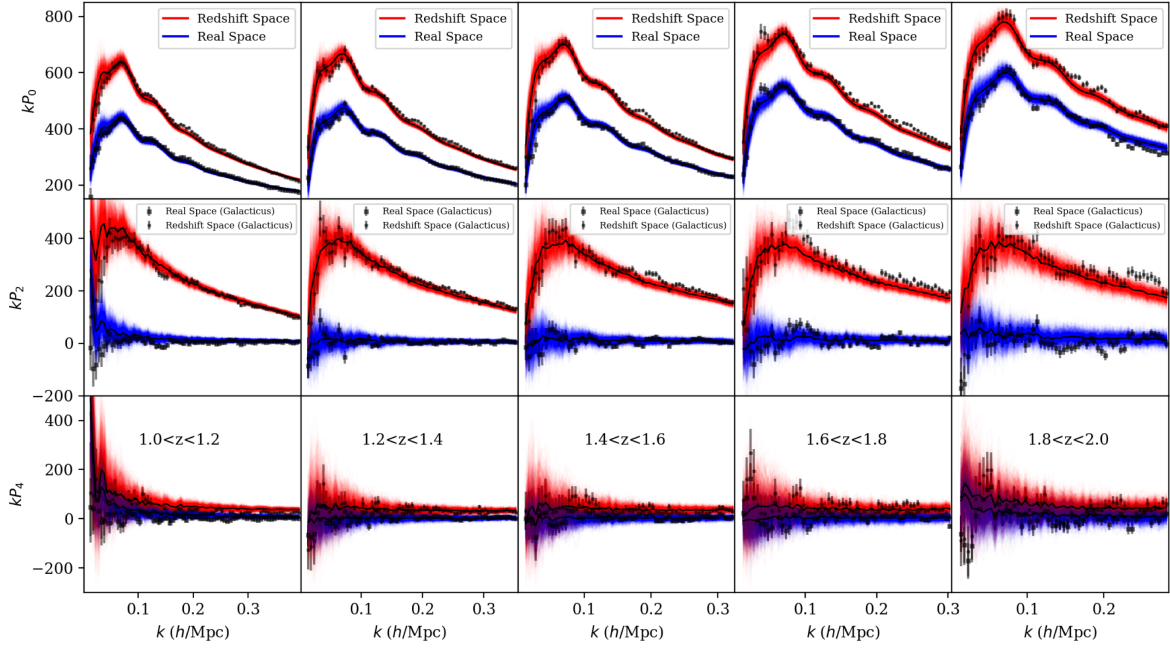 Redshift Space
Real Space
Redshift Space
Real Space
Redshift Space
Real Space
Redshift Space
Real Space
Redshift Space
Real Space
800
600
400
200
kP0
Real Space (Galacticus)
Redshift Space (Galacticus)
Real Space (Galacticus)
Redshift Space (Galacticus)
Real Space (Galacticus)
Redshift Space (Galacticus)
Real Space (Galacticus)
Redshift Space (Galacticus)
Real Space (Galacticus)
Redshift Space (Galacticus)
400
200
0
−200
kP2
1.0<z<1.2
1.2<z<1.4
1.4<z<1.6
1.6<z<1.8
1.8<z<2.0
400
200
0
−200
kP4
0.1 0.2 0.3
0.1 0.2 0.3
0.1 0.2 0.3
0.1 0.2 0.3
0.1 0.2
k (h/Mpc)
k (h/Mpc)
k (h/Mpc)
k (h/Mpc)
k (h/Mpc)